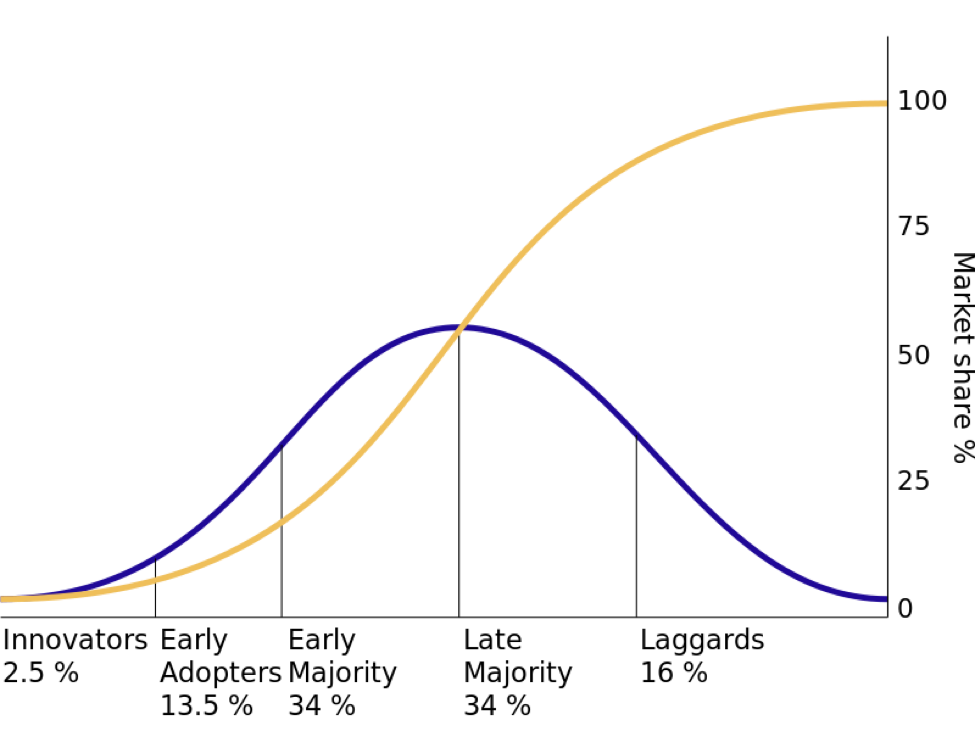 100
75
50
25
0
Market share %
Innovators
2.5 %
Early
Adopters
13.5 %
Early
Majority
34 %
Late
Majority
34 %
Laggards
16 %